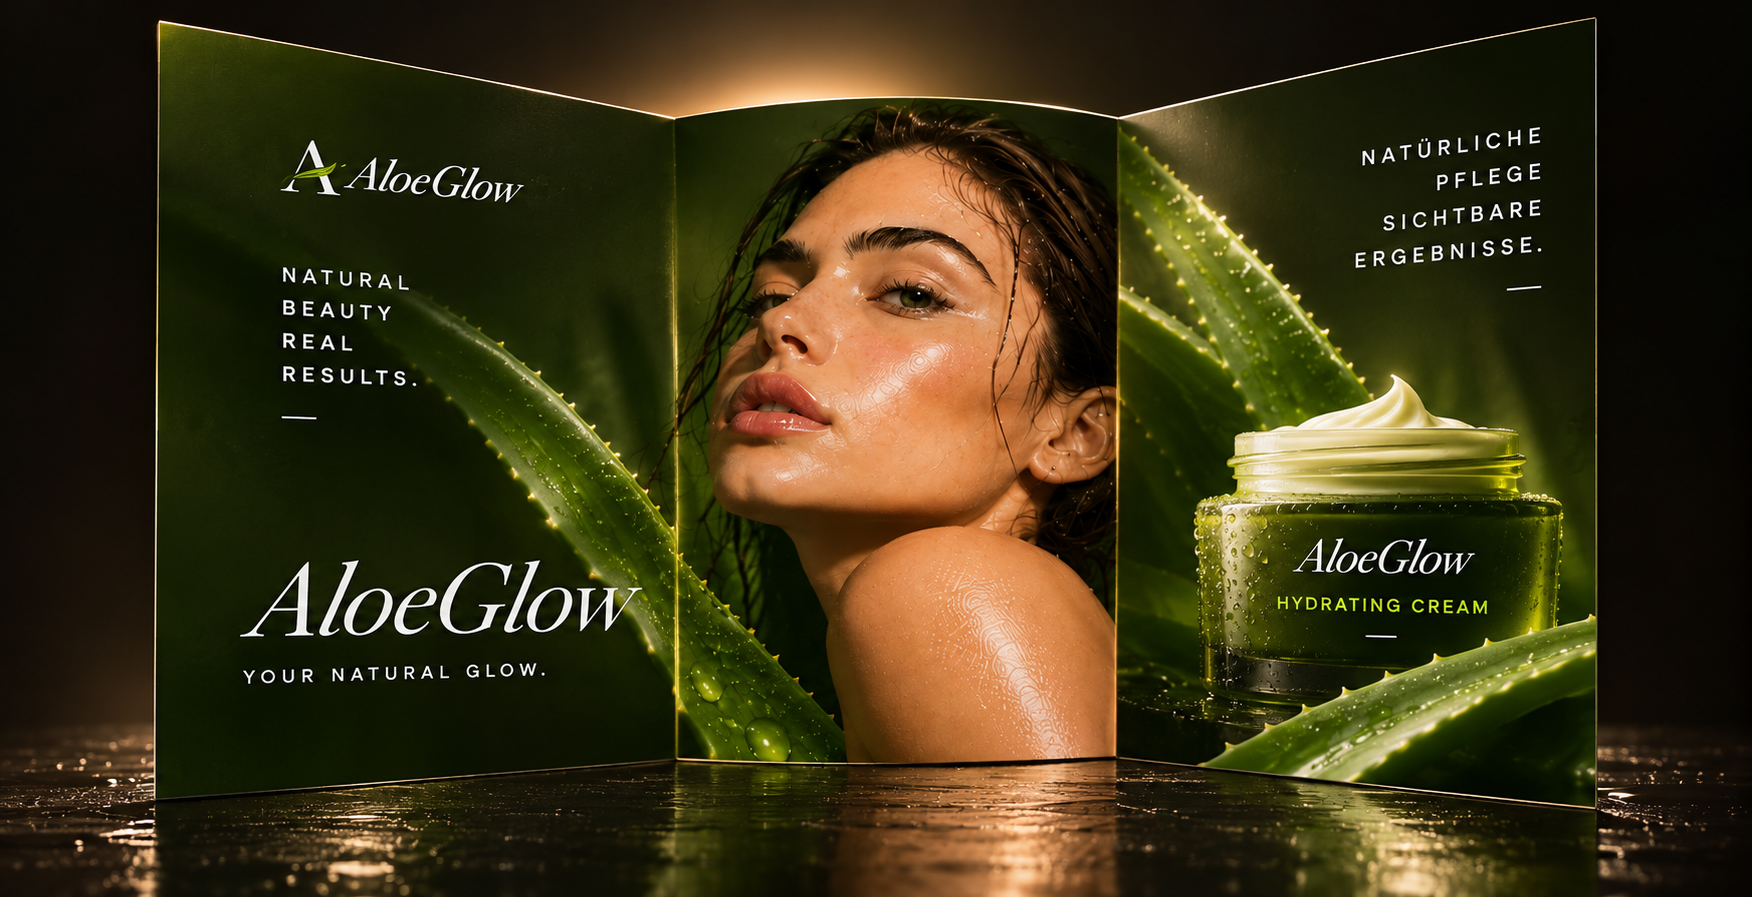 A AloeGlow
NATURAL
BEAUTY
REAL
RESULTS.
AloeGlow
YOUR NATURAL GLOW.
NATÜRLICHE
PFLEGE
SICHTBARE
ERGEBNISSE.
AloeGlow
HYDRATING CREAM